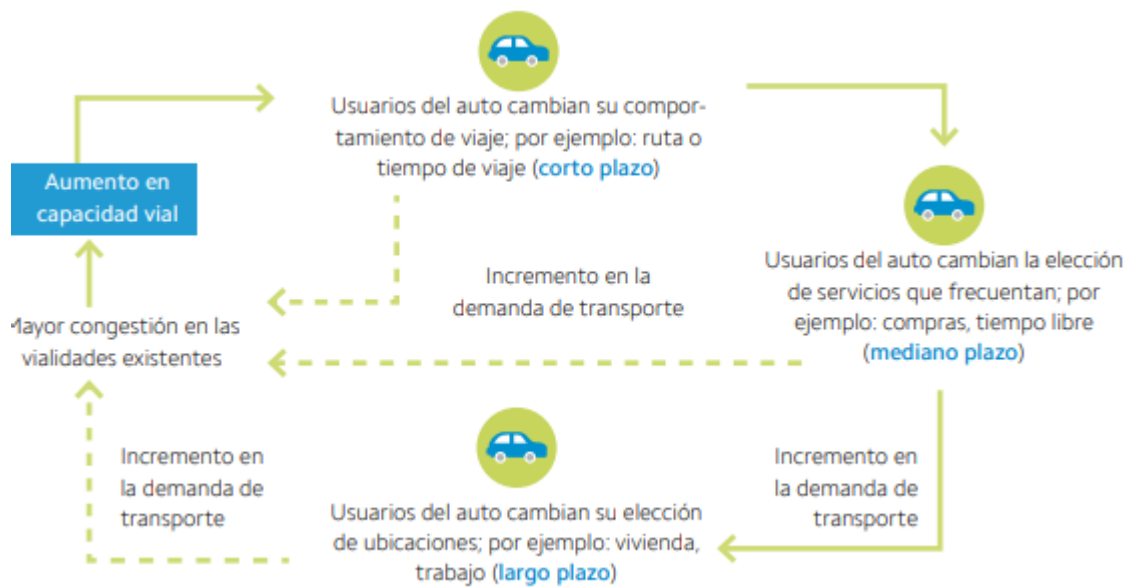 Usuarios del auto cambian su compor-
tamiento de viaje; por ejemplo: ruta o
tiempo de viaje (corto plazo)
Aumento en
capacidad vial
Usuarios del auto cambian la elección
de servicios que frecuentan; por
ejemplo: compras, tiempo libre
(mediano plazo)
Incremento en la
demanda de transporte
Mayor congestión en las
vialidades existentes
Incremento en
la demanda de
transporte
Incremento en
la demanda de
transporte
Usuarios del auto cambian su elección
de ubicaciones; por ejemplo: vivienda,
trabajo (largo plazo)